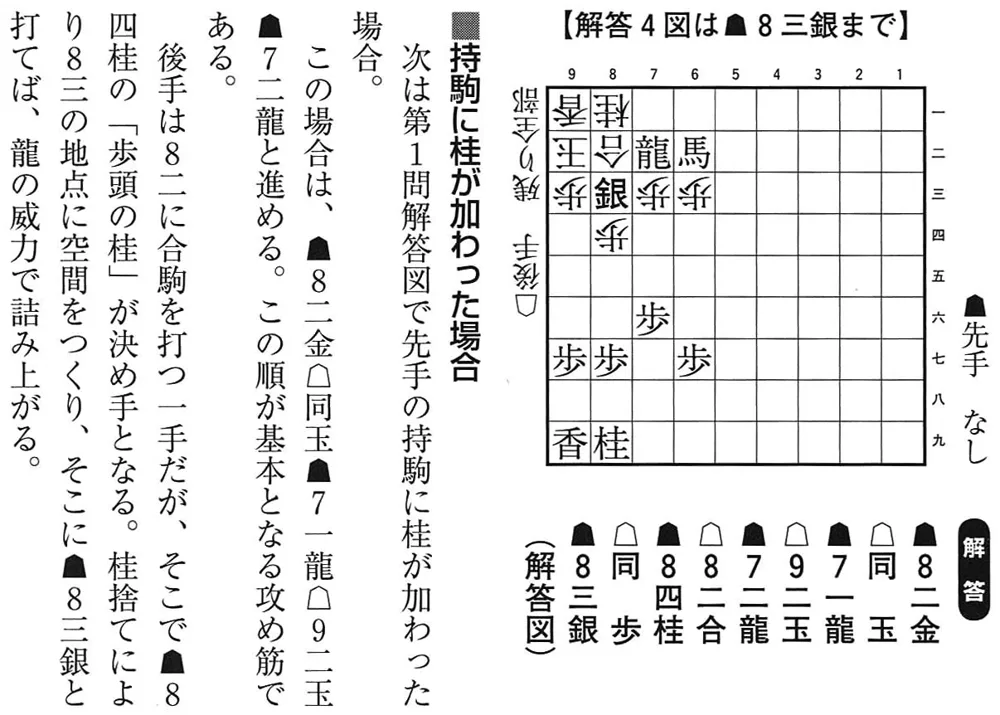 【解答4図は☗8三銀まで】
9 8 7 6 5 4 3 2 1
香 桂 一
王 合 龍 馬 二
歩 銀 歩 歩 三
歩 四
五
歩 六
歩 歩 歩 七
八
香 桂 九
☖後手 残り全部
☗先手 なし
解答
☗8二金
☖同 玉
☗7一龍
☖9二玉
☗7二龍
☖8二合
☗8四桂
☖同 歩
☗8三銀
(解答図)
■持駒に桂が加わった場合
次は第1問解答図で先手の持駒に桂が加わった
場合。
この場合は、☗8二金☖同玉☗7一龍☖9二玉
☗7二龍と進める。この順が基本となる攻め筋で
ある。
後手は8二に合駒を打つ一手だが、そこで☗8
四桂の「歩頭の桂」が決め手となる。桂捨てによ
り8三の地点に空間をつくり、そこに☗8三銀と
打てば、龍の威力で詰み上がる。